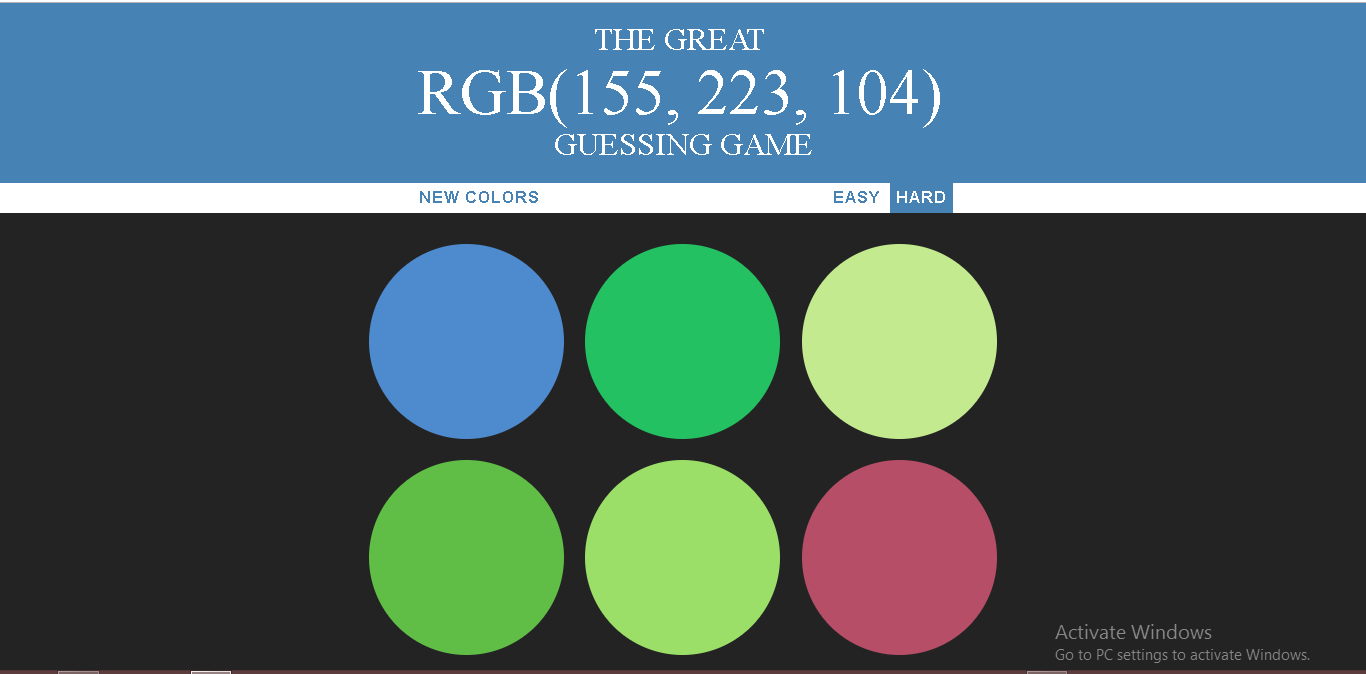 THE GREAT
RGB(155, 223, 104)
GUESSING GAME
NEW COLORS EASY HARD
Activate Windows
Go to PC settings to activate Windows.